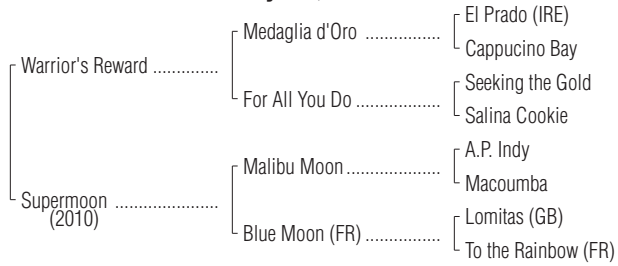 El Prado (IRE)
Medaglia d'Oro ................
Cappucino Bay
Warrior's Reward ..............
Seeking the Gold
For All You Do ..................
Salina Cookie
A.P. Indy
Malibu Moon ....................
Macoumba
Supermoon .....................
(2010)
Lomitas (GB)
Blue Moon (FR) ................
To the Rainbow (FR)